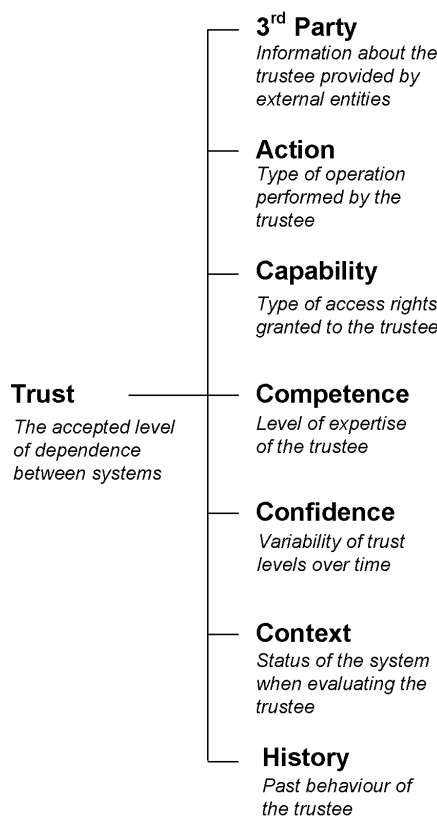 3rd Party
Information about the
trustee provided by
external entities
Action
Type of operation
performed by the
trustee
Capability
Type of access rights
granted to the trustee
Trust
The accepted level
of dependence
between systems
Competence
Level of expertise
of the trustee
Confidence
Variability of trust
levels over time
Context
Status of the system
when evaluating the
trustee
History
Past behaviour of
the trustee